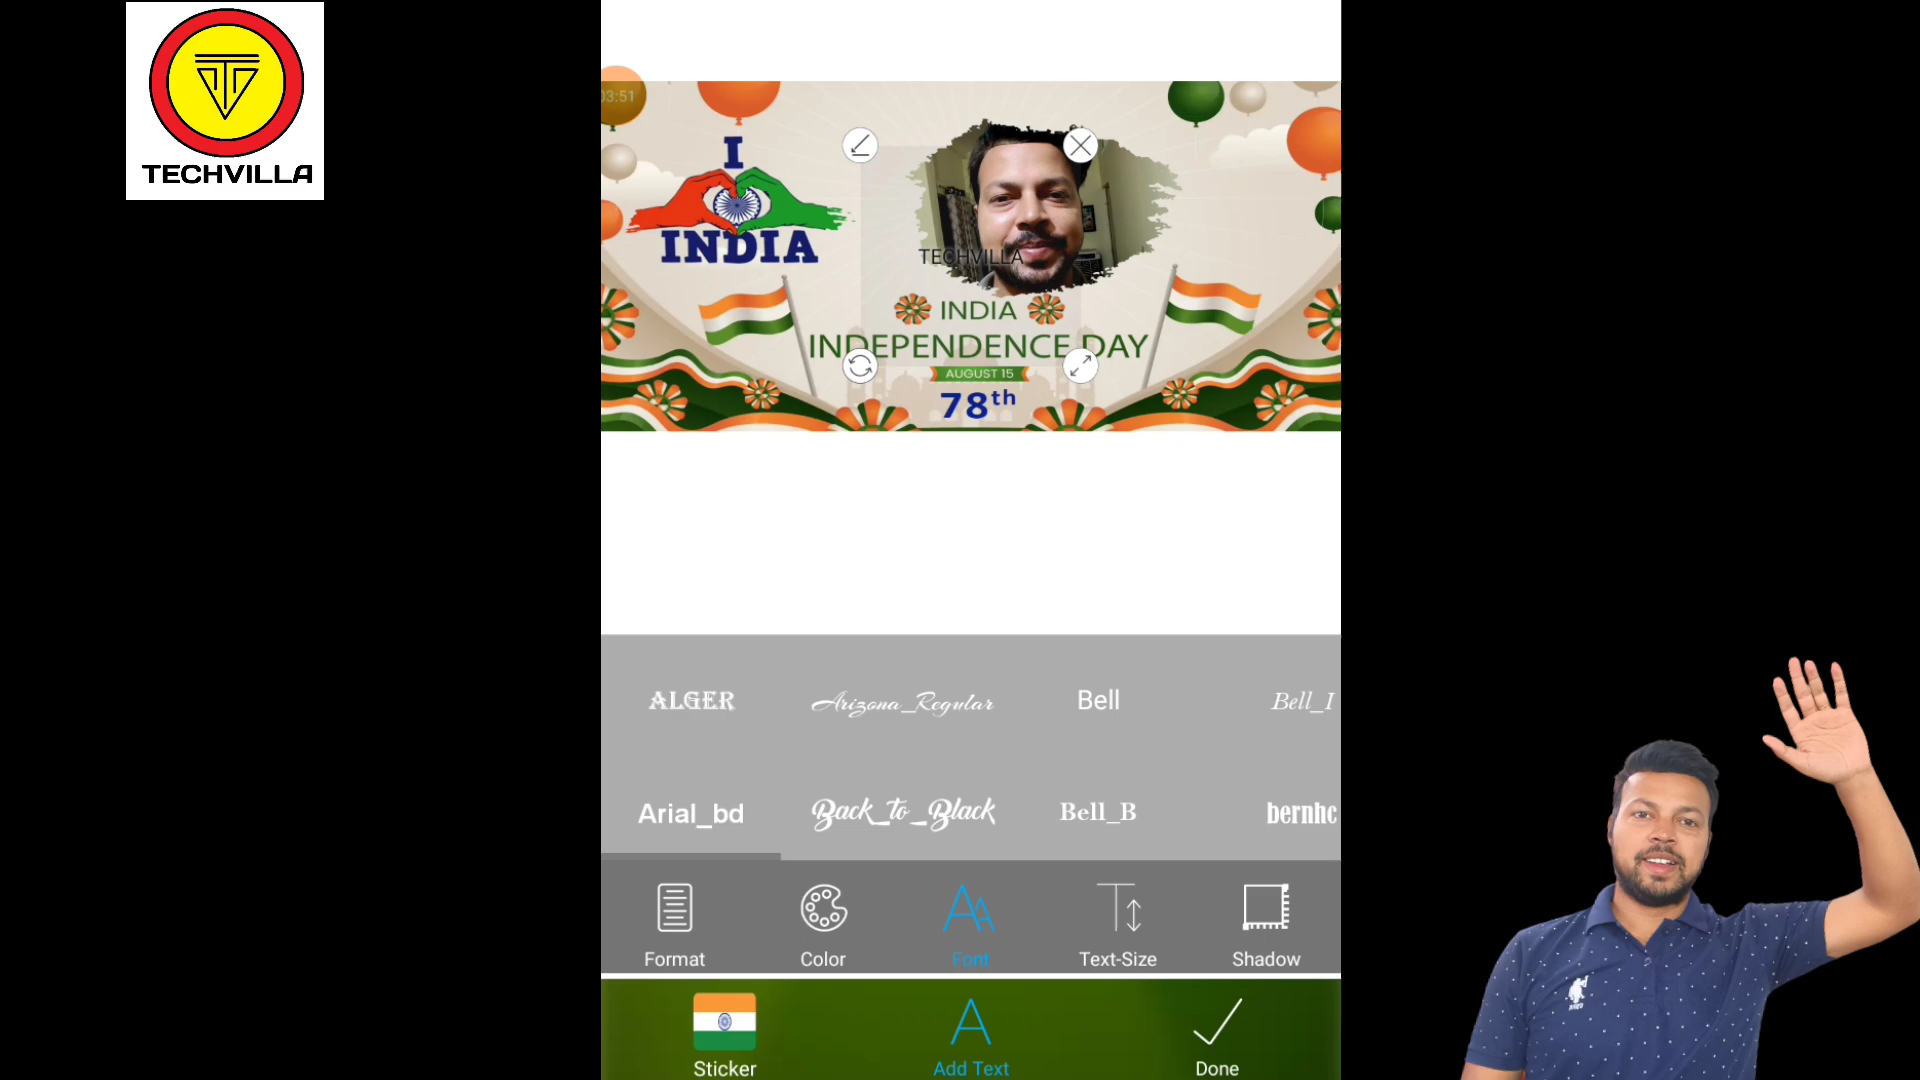 TECHVILLA
03:51
I
INDIA
TECHVILLA
INDIA
INDEPENDENCE DAY
AUGUST 15
78th
ALGER
Arizona_Regular
Bell
Bell_I
Arial_bd
Back_to_Black
Bell_B
bernhc
Format
Color
Font
Text-Size
Shadow
Sticker
Add Text
Done